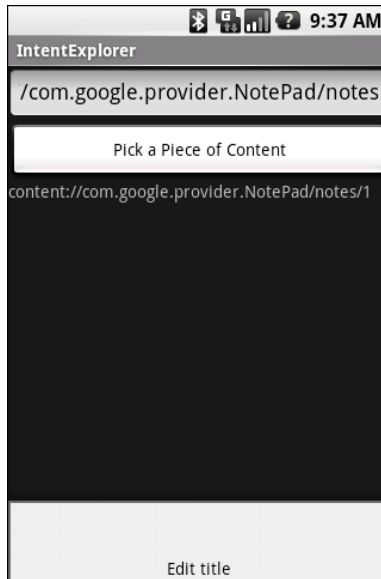 9:37 AM
IntentExplorer
/com.google.provider.NotePad/notes
Pick a Piece of Content
content://com.google.provider.NotePad/notes/1
Edit title